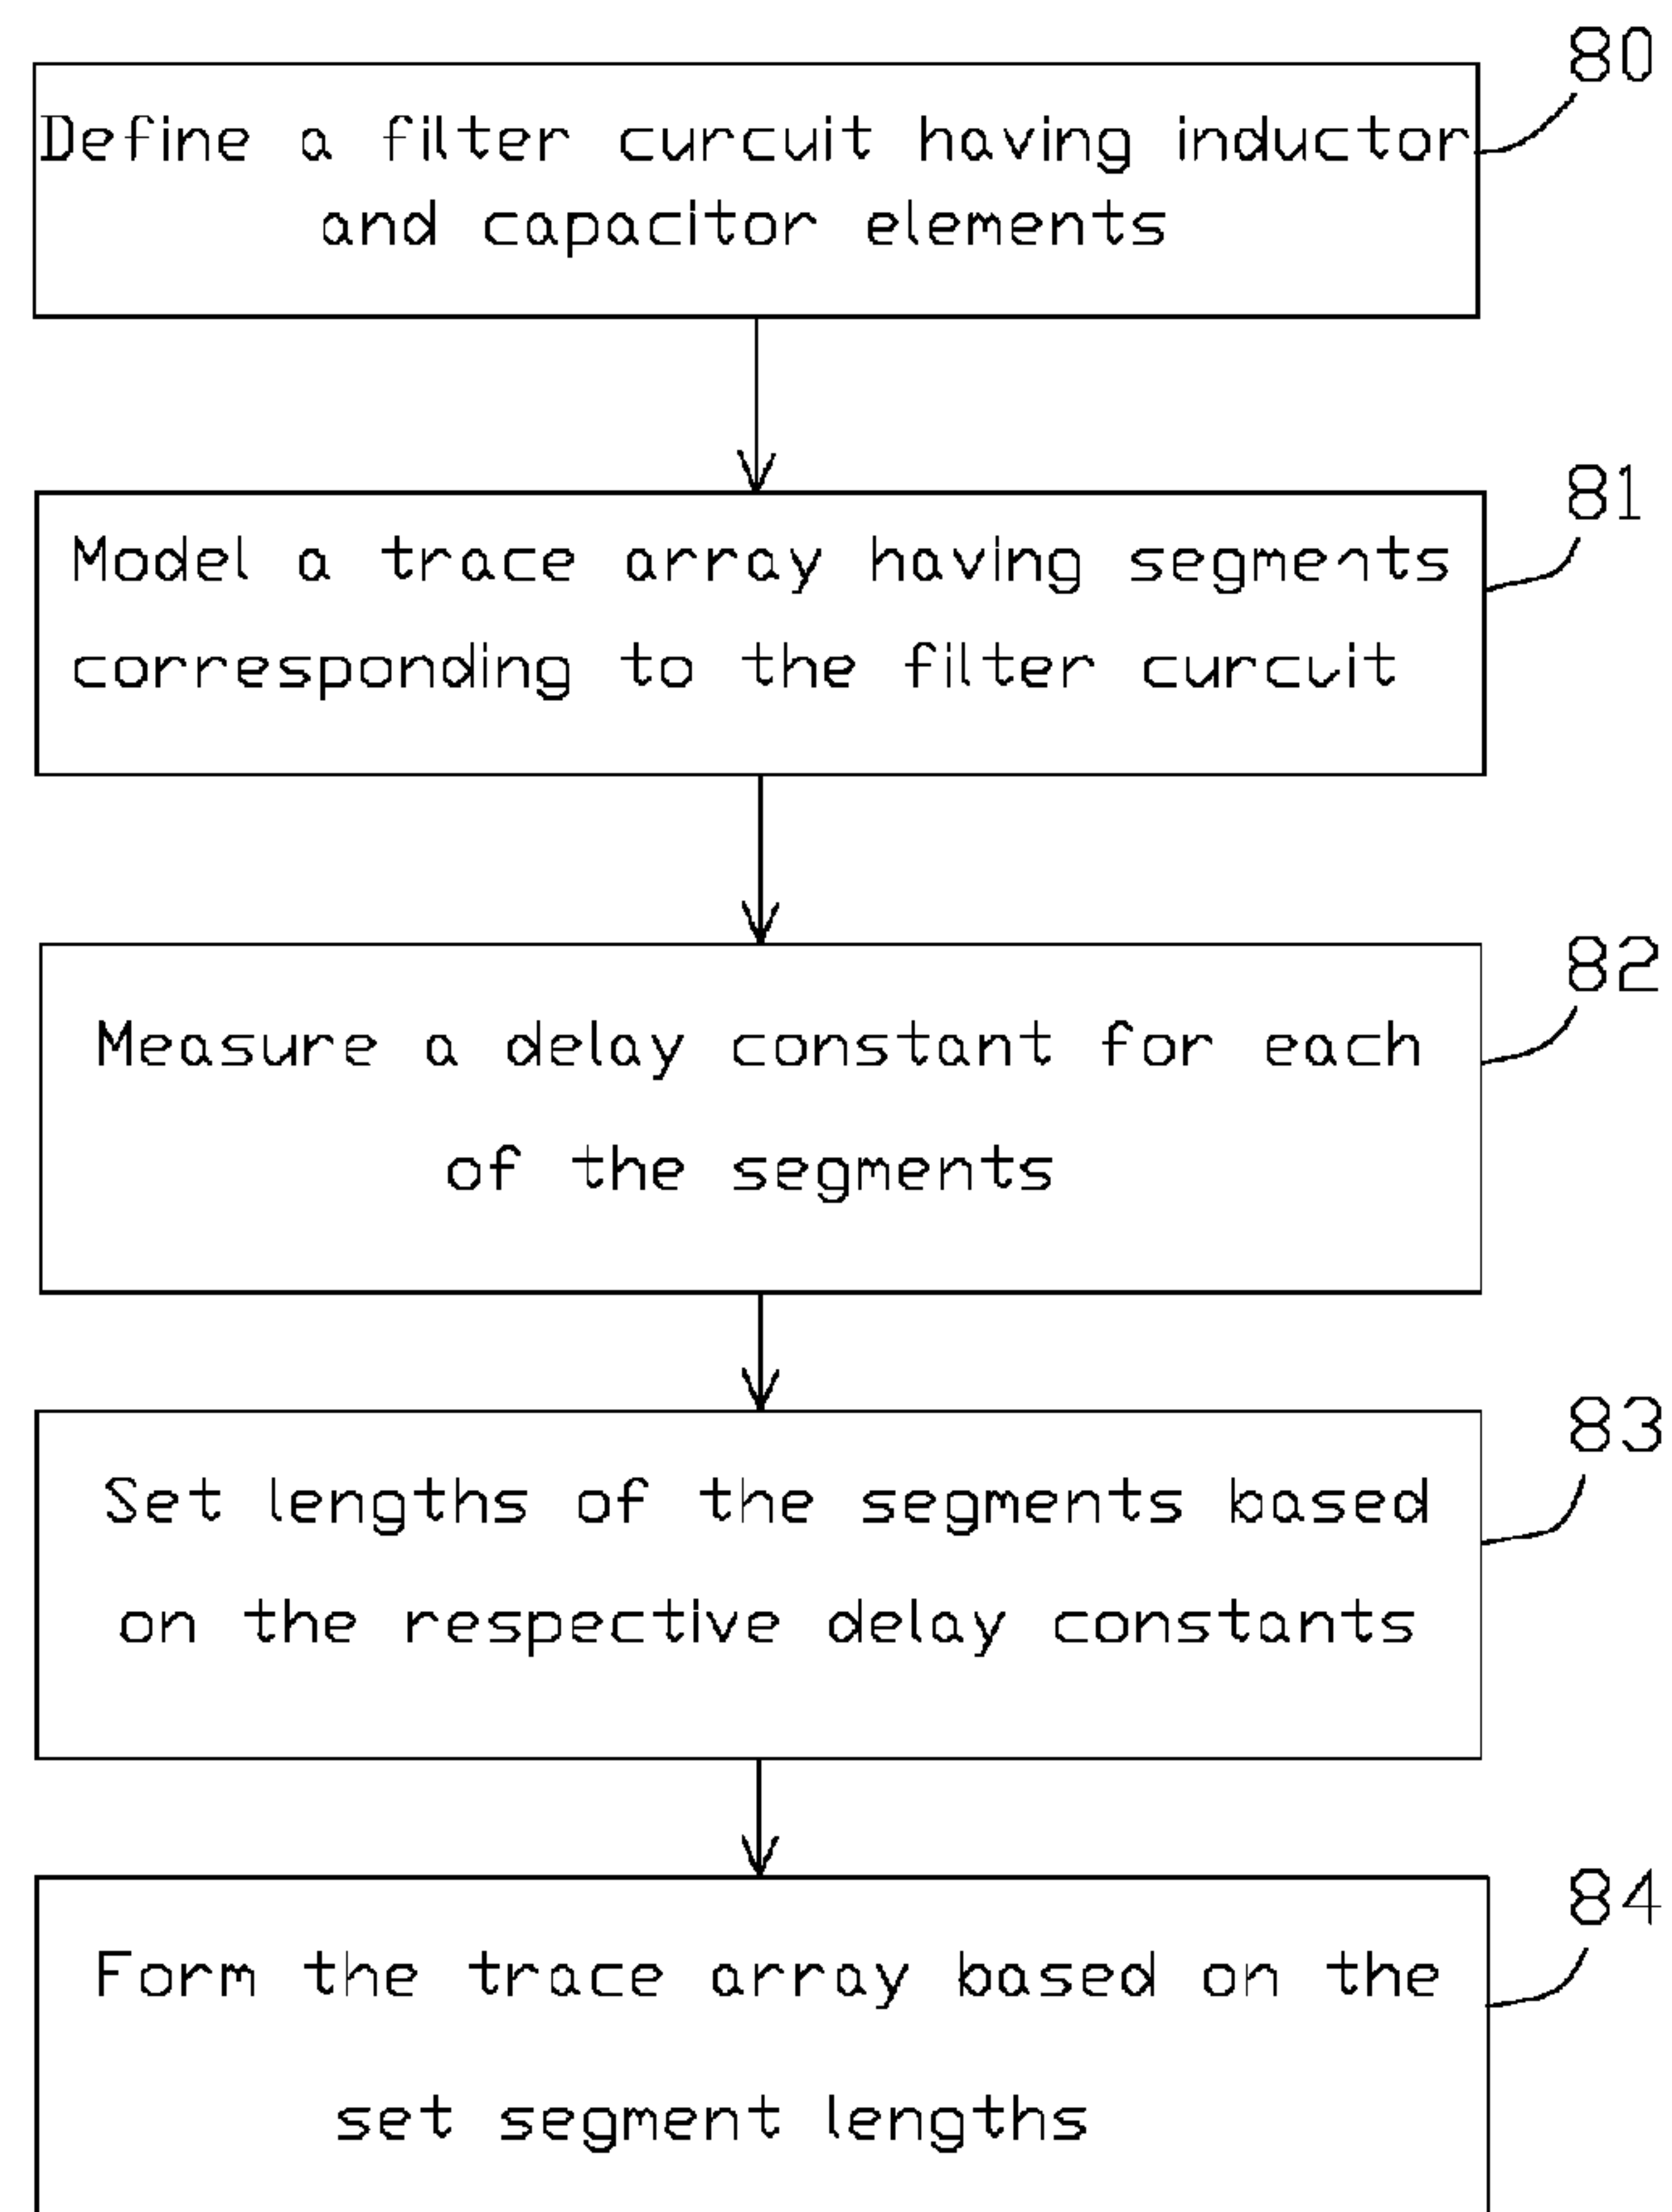 80
Define a filter curcuit having inductor
and capacitor elements
81
Model a trace array having segments
corresponding to the filter curcuit
82
Measure a delay constant for each
of the segments
83
Set lengths of the segments based
on the respective delay constants
84
Form the trace array based on the
set segment lengths